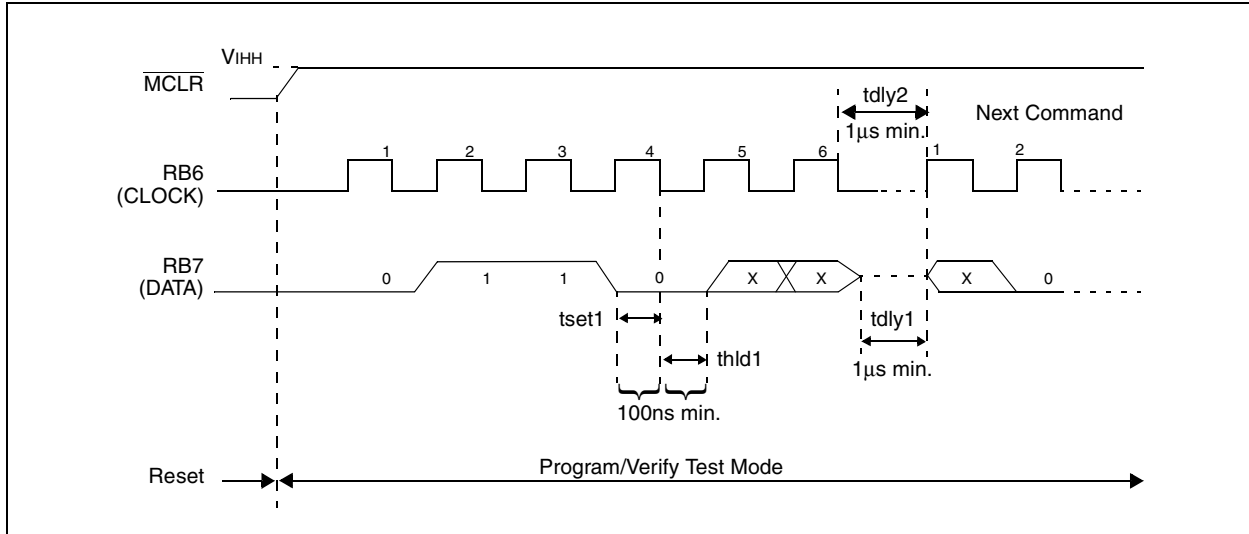 VIHH
MCLR
tdly2
1µs min.
Next Command
1 2 3 4 5 6 1 2
RB6
(CLOCK)
RB7
(DATA)
0 1 1 0 X X X 0
tset1
thld1
tdly1
1µs min.
100ns min.
Reset
Program/Verify Test Mode